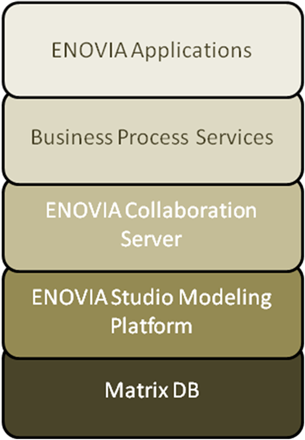 ENOVIA Applications
Business Process Services
ENOVIA Collaboration
Server
ENOVIA Studio Modeling
Platform
Matrix DB